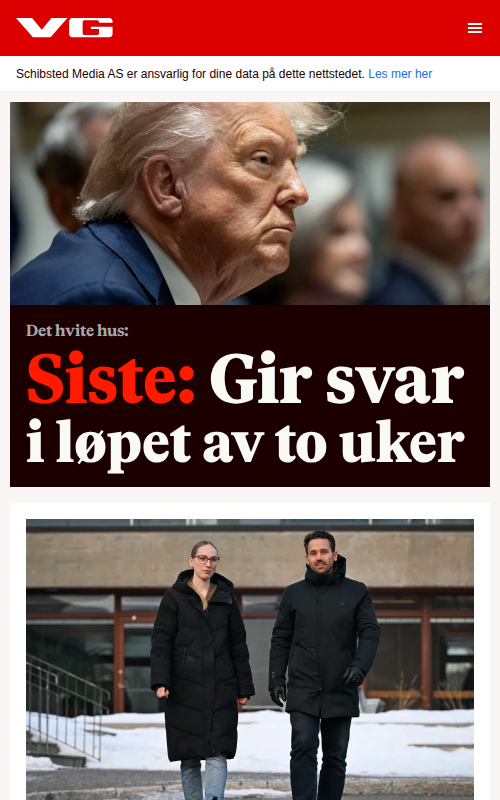 VG
Schibsted Media AS er ansvarlig for dine data på dette nettstedet. Les mer her
Det hvite hus:
Siste: Gir svar
i løpet av to uker